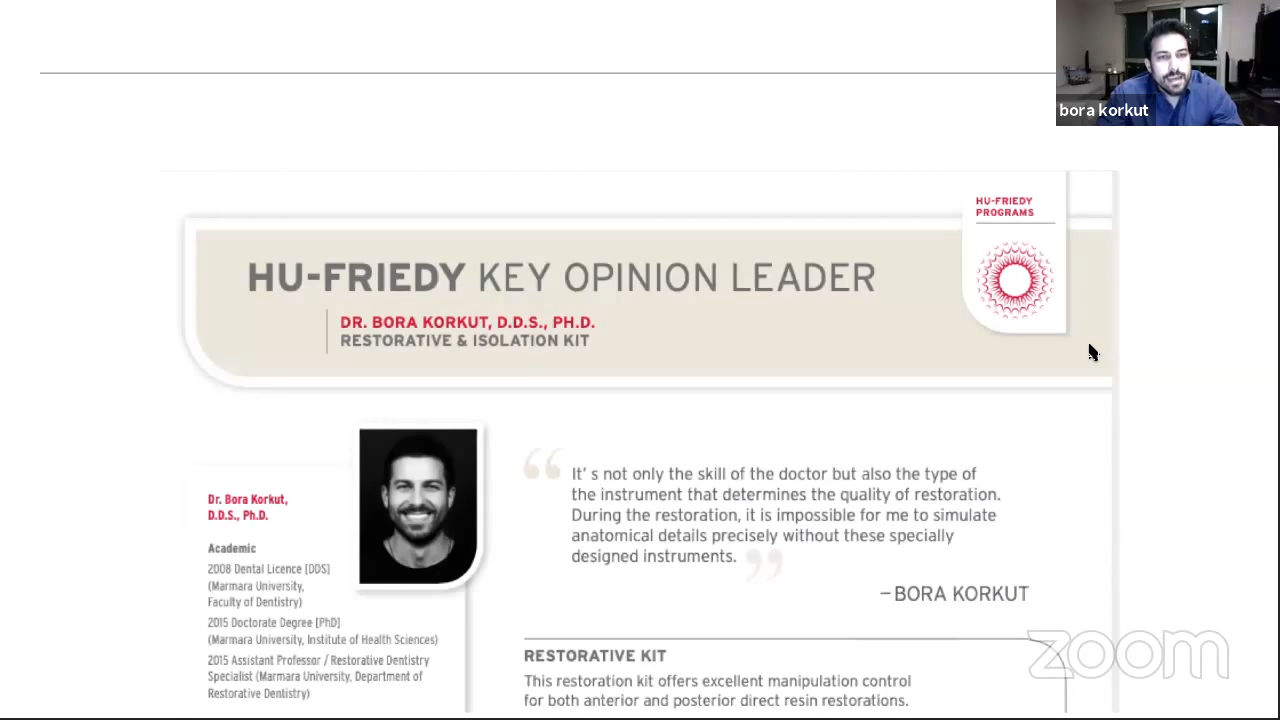 bora korkut
HU-FRIEDY
PROGRAMS
HU-FRIEDY KEY OPINION LEADER
DR. BORA KORKUT, D.D.S., PH.D.
RESTORATIVE & ISOLATION KIT
Dr. Bora Korkut,
D.D.S., Ph.D.
Academic
2008 Dental Licence [DDS]
(Marmara University,
Faculty of Dentistry)
2015 Doctorate Degree [PhD]
(Marmara University, Institute of Health Sciences)
2015 Assistant Professor / Restorative Dentistry
Specialist (Marmara University, Department of
Restorative Dentistry)
“ It’ s not only the skill of the doctor but also the type of
the instrument that determines the quality of restoration.
During the restoration, it is impossible for me to simulate
anatomical details precisely without these specially
designed instruments. ”
– BORA KORKUT
RESTORATIVE KIT
This restoration kit offers excellent manipulation control
for both anterior and posterior direct resin restorations.
zoom